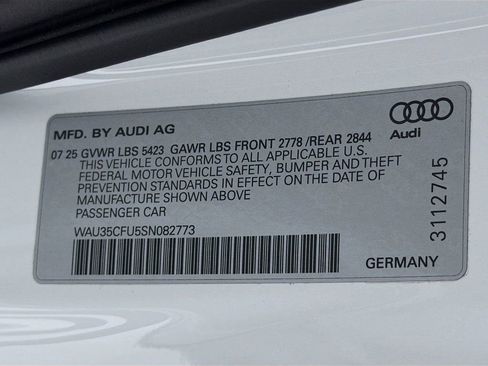 MFD. BY AUDI AG
Audi
07 25 GVWR LBS 5423 GAWR LBS FRONT 2778 /REAR 2844
THIS VEHICLE CONFORMS TO ALL APPLICABLE U.S.
FEDERAL MOTOR VEHICLE SAFETY, BUMPER AND THEFT
PREVENTION STANDARDS IN EFFECT ON THE DATE OF
MANUFACTURE SHOWN ABOVE
PASSENGER CAR
WAU35CFU5SN082773
3112745
GERMANY